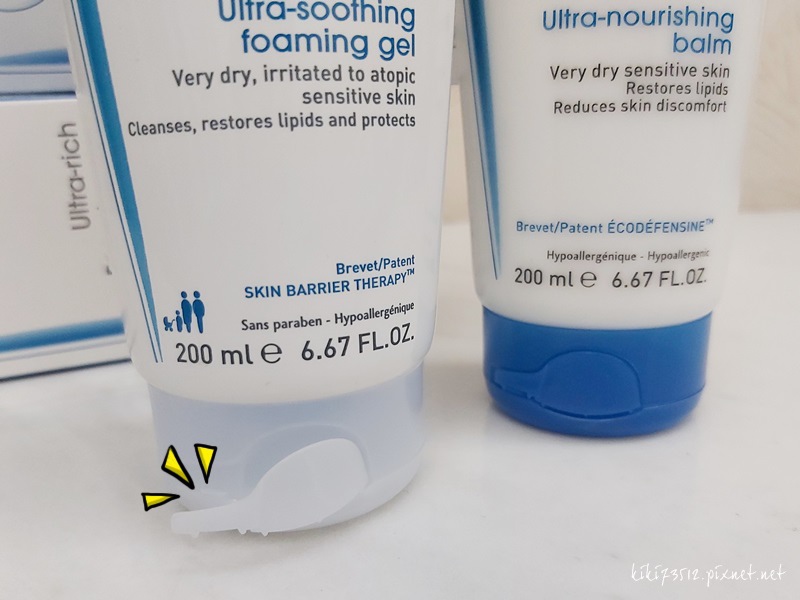 Ultra-rich
Ultra-soothing
foaming gel
Very dry, irritated to atopic
sensitive skin
Cleanses, restores lipids and protects
Brevet/Patent
SKIN BARRIER THERAPY™
Sans paraben - Hypoallergénique
200 ml ℮ 6.67 FL.OZ.
Ultra-nourishing
balm
Very dry sensitive skin
Restores lipids
Reduces skin discomfort
Brevet/Patent ÉCODÉFENSINE™
Hypoallergénique - Hypoallergenic
200 ml ℮ 6.67 FL.OZ.
kiki73512.pixnet.net